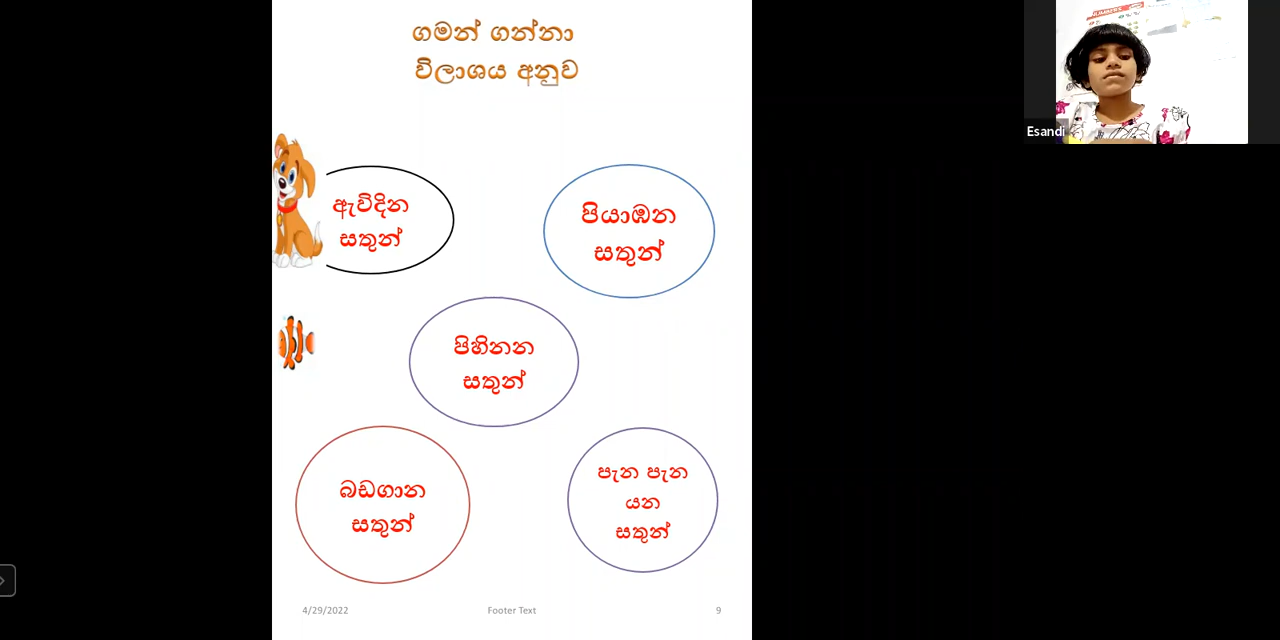 ගමන් ගන්නා
විලාශය අනුව
ඇවිදින
සතුන්
පියාඹන
සතුන්
පිහිනන
සතුන්
බඩගාන
සතුන්
පැන පැන
යන
සතුන්
4/29/2022
Footer Text
9
Esandi